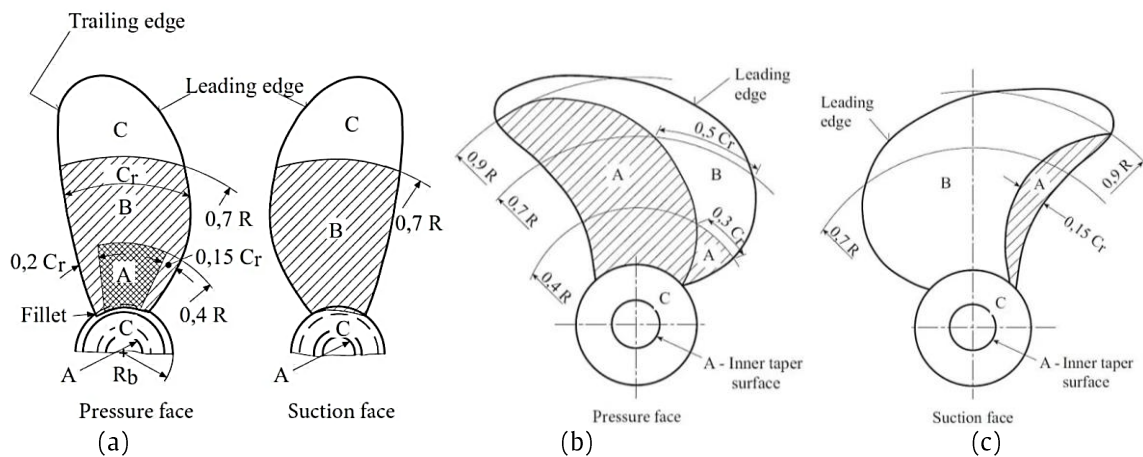 Trailing edge
Leading edge
C
Cr
B
0,7 R
0,2 Cr
A
0,15 Cr
0,4 R
Fillet
C
A
Rb
Pressure face
(a)
C
0,7 R
B
C
A
Suction face
Leading
edge
0,5 Cr
A
B
0,9 R
0,7 R
0,3 Cr
A
0,4 R
C
A - Inner taper
surface
Pressure face
(b)
Leading
edge
B
A
0,9 R
0,15 Cr
0,7 R
C
A - Inner taper
surface
Suction face
(c)